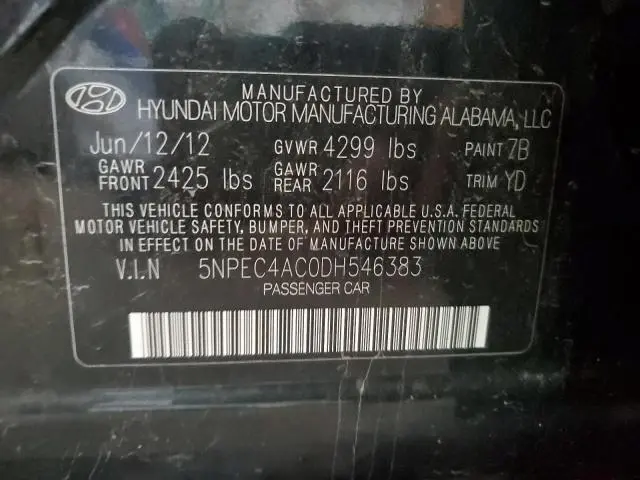 MANUFACTURED BY
HYUNDAI MOTOR MANUFACTURING ALABAMA, LLC
Jun/12/12 GVWR 4299 lbs PAINT 7B
GAWR FRONT 2425 lbs GAWR REAR 2116 lbs TRIM YD
THIS VEHICLE CONFORMS TO ALL APPLICABLE U.S.A. FEDERAL
MOTOR VEHICLE SAFETY, BUMPER, AND THEFT PREVENTION STANDARDS
IN EFFECT ON THE DATE OF MANUFACTURE SHOWN ABOVE.
V.I.N 5NPEC4AC0DH546383
PASSENGER CAR